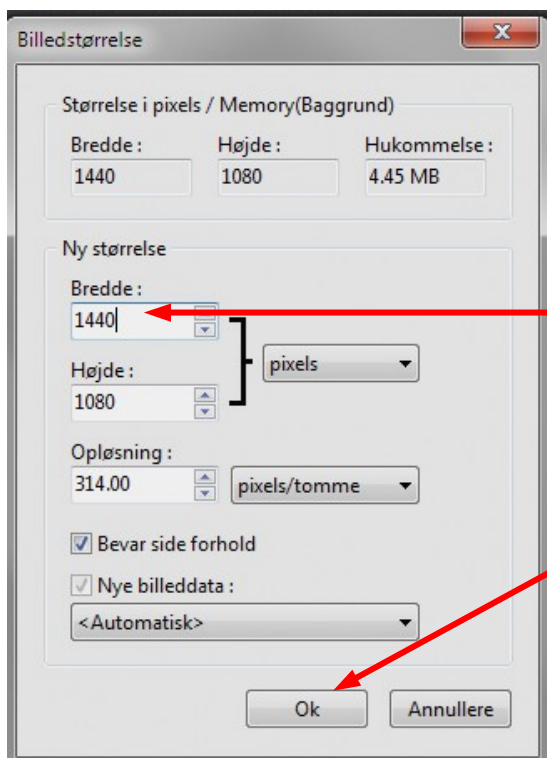 Billedstørrelse
Størrelse i pixels / Memory(Baggrund)
Bredde : Højde : Hukommelse :
1440 1080 4.45 MB
Ny størrelse
Bredde :
1440
pixels
Højde :
1080
Opløsning :
314.00 pixels/tomme
Bevar side forhold
Nye billeddata :
<Automatisk>
Ok Annullere